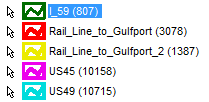 I_59 (807)
Rail_Line_to_Gulfport (3078)
Rail_Line_to_Gulfport_2 (1387)
US45 (10158)
US49 (10715)